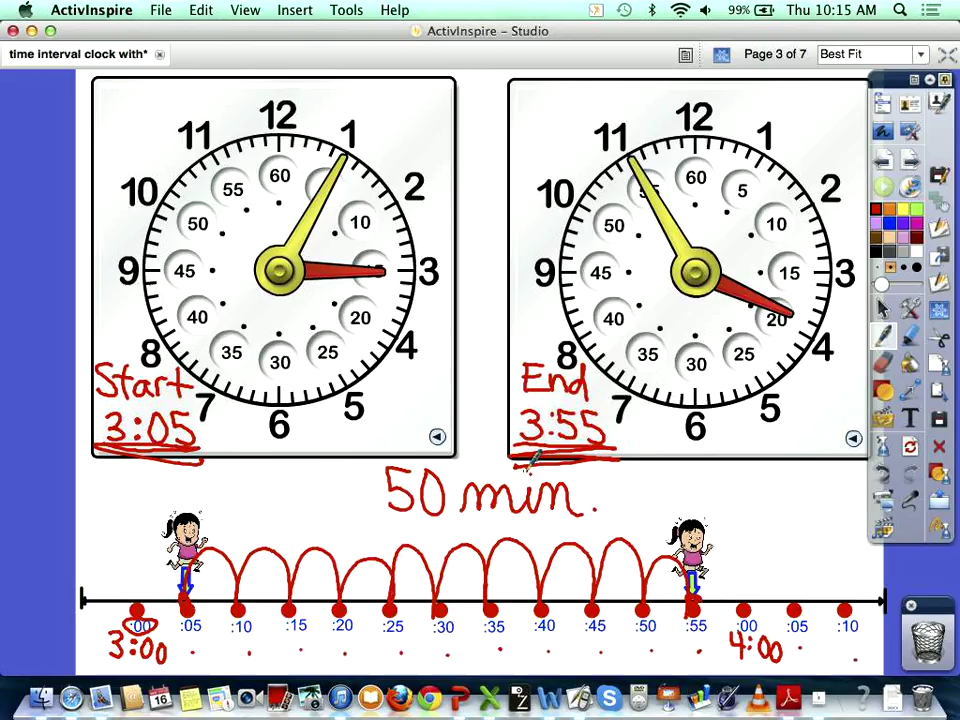 ActivInspire File Edit View Insert Tools Help 99% Thu 10:15 AM
ActivInspire – Studio
time interval clock with* Page 3 of 7 Best Fit
12 1 2 3 4 5 6 7 8 9 10 11
60 10 20 25 30 35 40 45 50 55
Start
3:05
12 1 2 3 4 5 6 7 8 9 10 11
60 5 10 15 20 25 30 35 40 45 50
End
3:55
50 min.
:00 :05 :10 :15 :20 :25 :30 :35 :40 :45 :50 :55 :00 :05 :10
3:00 4:00